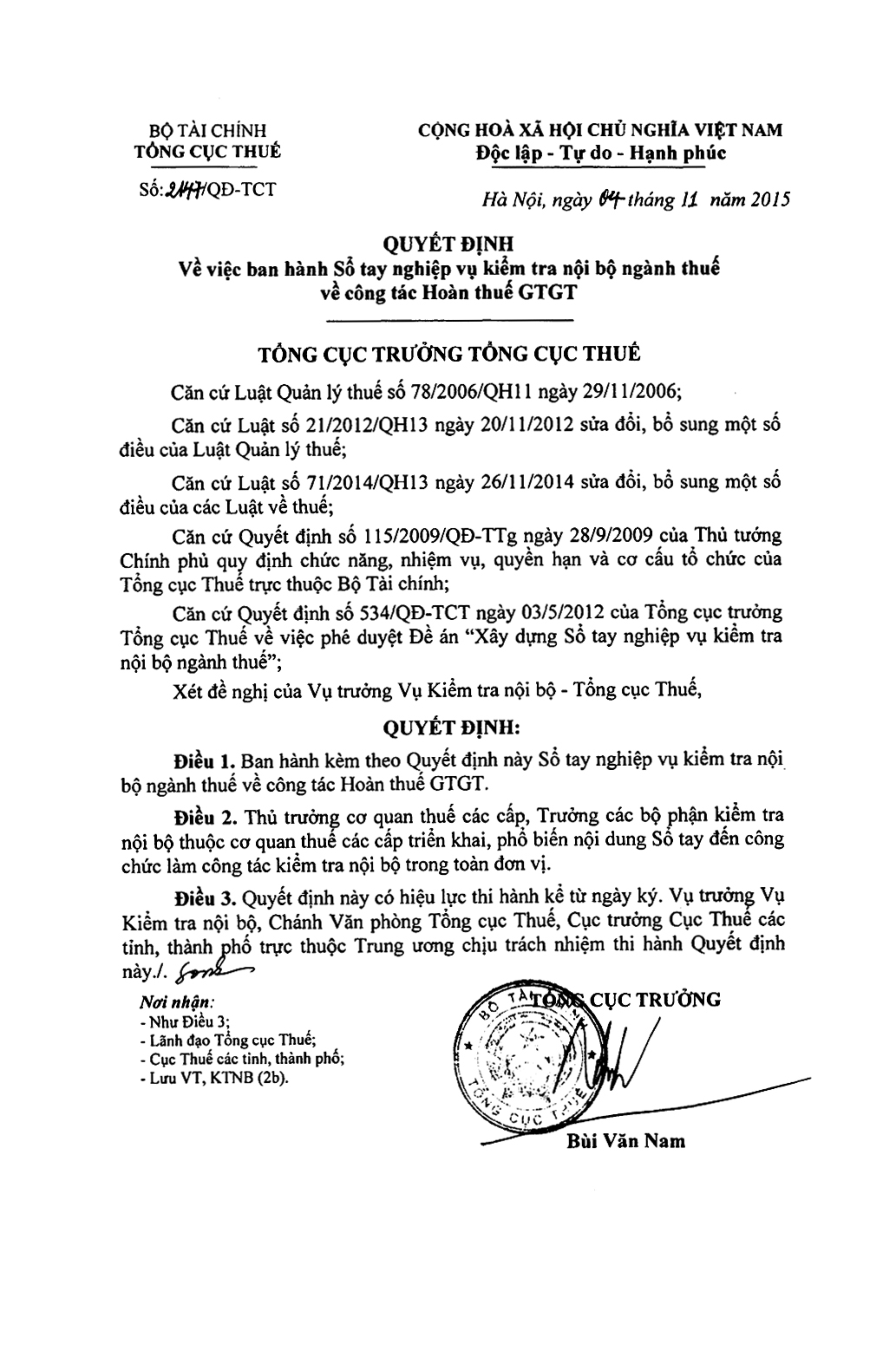 BỘ TÀI CHÍNH
TỔNG CỤC THUẾ
Số: 2147/QĐ-TCT
CỘNG HOÀ XÃ HỘI CHỦ NGHĨA VIỆT NAM
Độc lập - Tự do - Hạnh phúc
Hà Nội, ngày 04 tháng 11 năm 2015
QUYẾT ĐỊNH
Về việc ban hành Sổ tay nghiệp vụ kiểm tra nội bộ ngành thuế
về công tác Hoàn thuế GTGT
TỔNG CỤC TRƯỞNG TỔNG CỤC THUẾ
Căn cứ Luật Quản lý thuế số 78/2006/QH11 ngày 29/11/2006;
Căn cứ Luật số 21/2012/QH13 ngày 20/11/2012 sửa đổi, bổ sung một số
điều của Luật Quản lý thuế;
Căn cứ Luật số 71/2014/QH13 ngày 26/11/2014 sửa đổi, bổ sung một số
điều của các Luật về thuế;
Căn cứ Quyết định số 115/2009/QĐ-TTg ngày 28/9/2009 của Thủ tướng
Chính phủ quy định chức năng, nhiệm vụ, quyền hạn và cơ cấu tổ chức của
Tổng cục Thuế trực thuộc Bộ Tài chính;
Căn cứ Quyết định số 534/QĐ-TCT ngày 03/5/2012 của Tổng cục trưởng
Tổng cục Thuế về việc phê duyệt Đề án “Xây dựng Sổ tay nghiệp vụ kiểm tra
nội bộ ngành thuế”;
Xét đề nghị của Vụ trưởng Vụ Kiểm tra nội bộ - Tổng cục Thuế,
QUYẾT ĐỊNH:
Điều 1. Ban hành kèm theo Quyết định này Sổ tay nghiệp vụ kiểm tra nội
bộ ngành thuế về công tác Hoàn thuế GTGT.
Điều 2. Thủ trưởng cơ quan thuế các cấp, Trưởng các bộ phận kiểm tra
nội bộ thuộc cơ quan thuế các cấp triển khai, phổ biến nội dung Sổ tay đến công
chức làm công tác kiểm tra nội bộ trong toàn đơn vị.
Điều 3. Quyết định này có hiệu lực thi hành kể từ ngày ký. Vụ trưởng Vụ
Kiểm tra nội bộ, Chánh Văn phòng Tổng cục Thuế, Cục trưởng Cục Thuế các
tỉnh, thành phố trực thuộc Trung ương chịu trách nhiệm thi hành Quyết định
này./.
Nơi nhận:
- Như Điều 3;
- Lãnh đạo Tổng cục Thuế;
- Cục Thuế các tỉnh, thành phố;
- Lưu VT, KTNB (2b).
TỔNG CỤC TRƯỞNG
BỘ TÀI CHÍNH
TỔNG CỤC THUẾ
Bùi Văn Nam